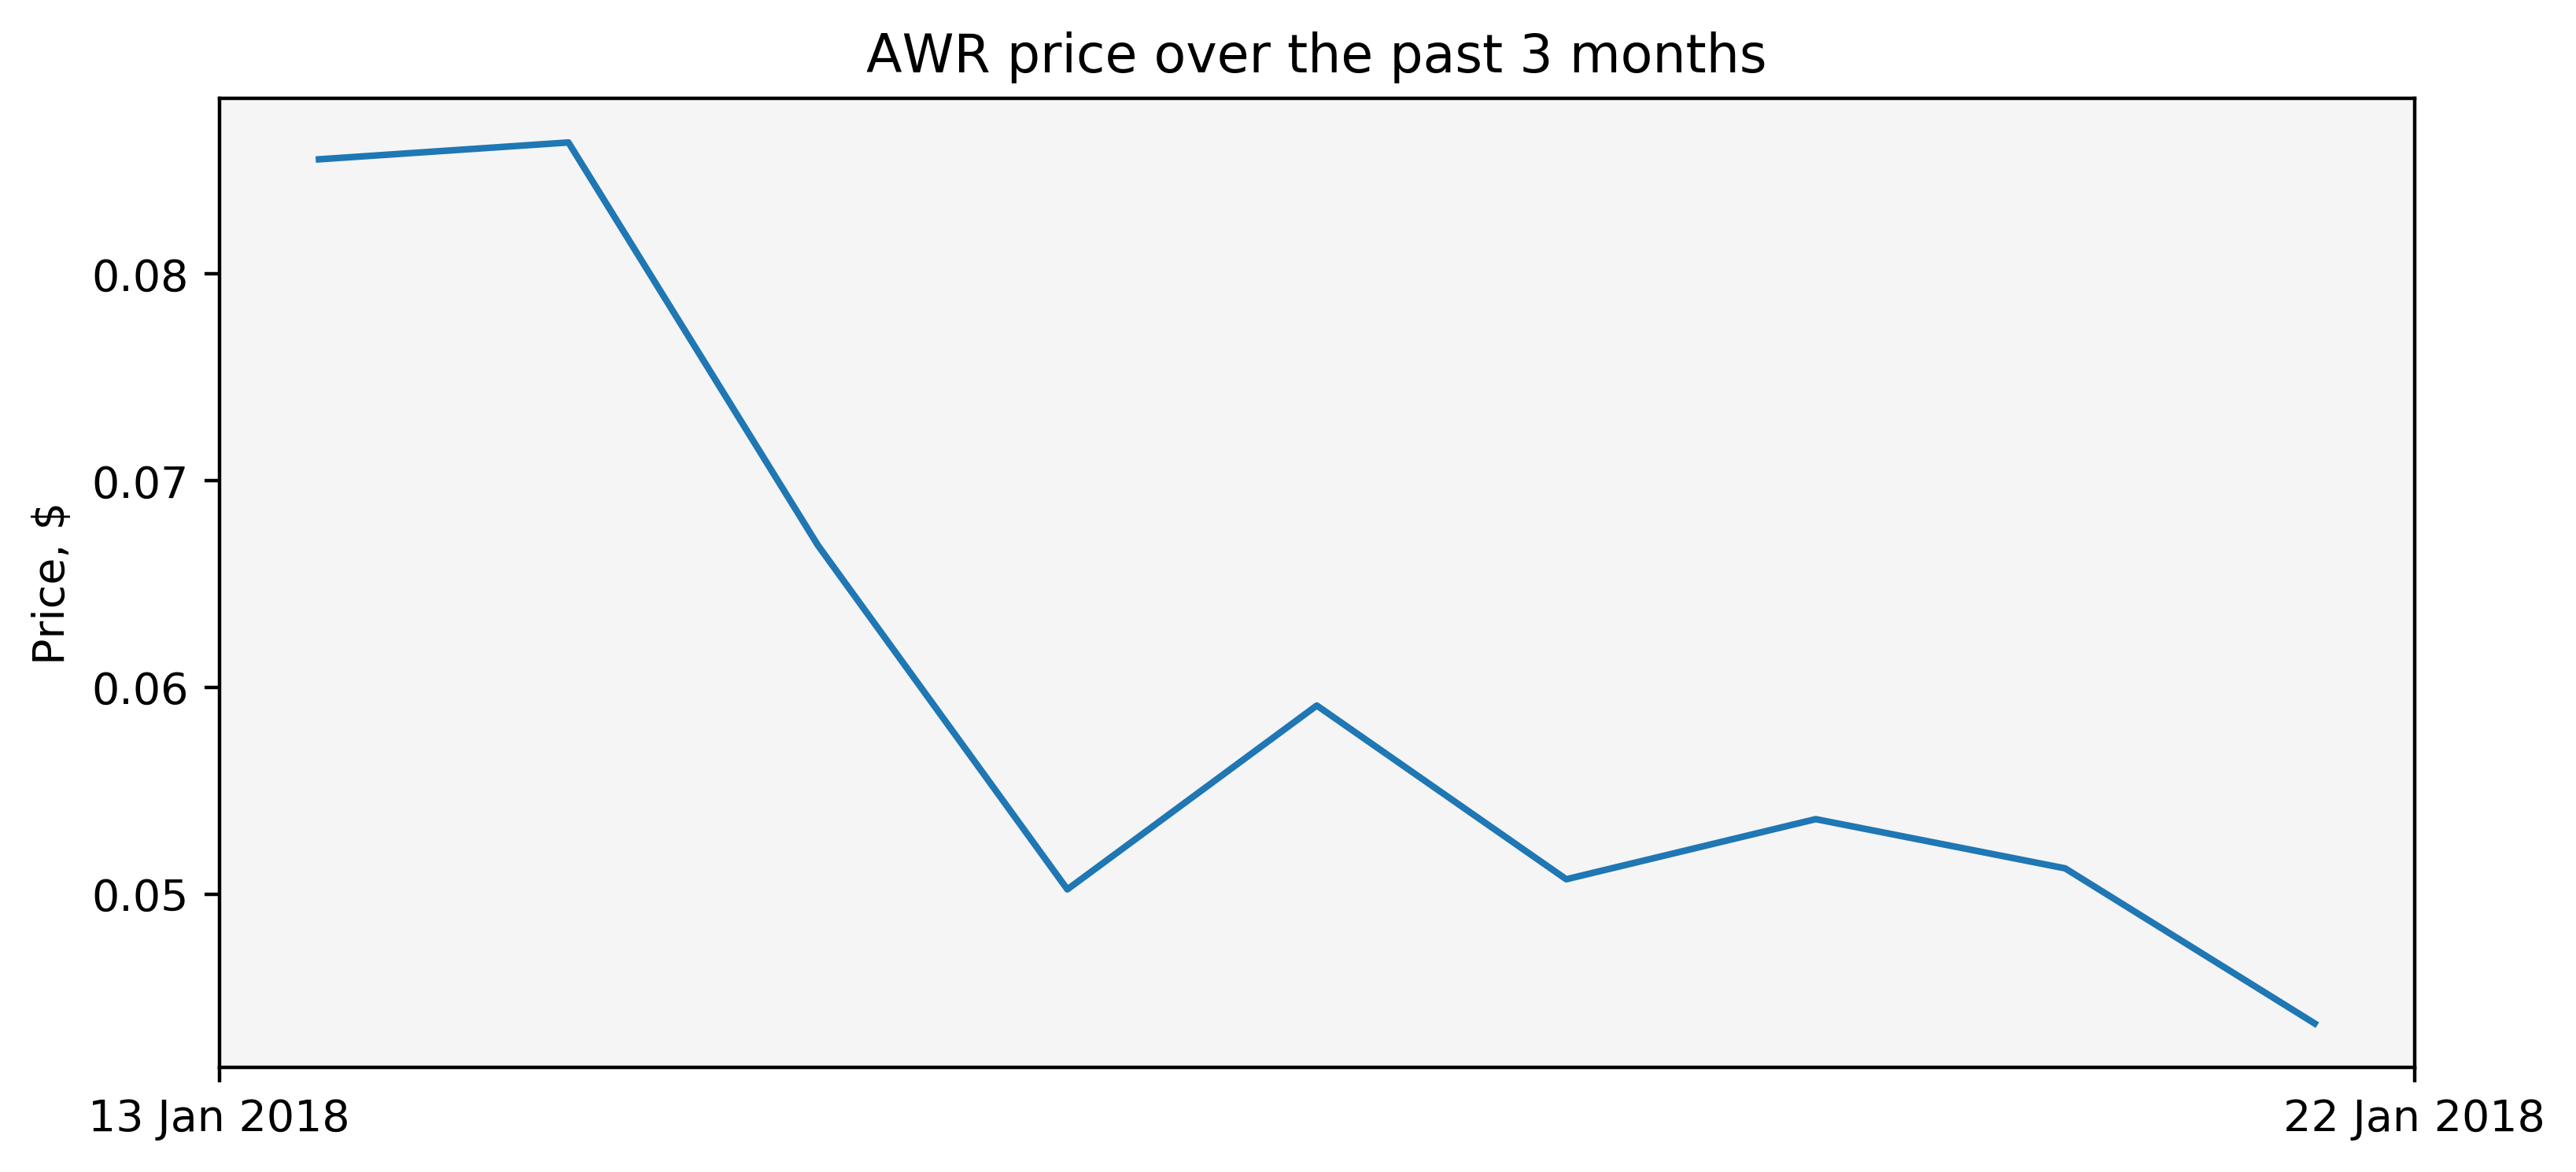 AWR price over the past 3 months
Price, $
0.08
0.07
0.06
0.05
13 Jan 2018
22 Jan 2018